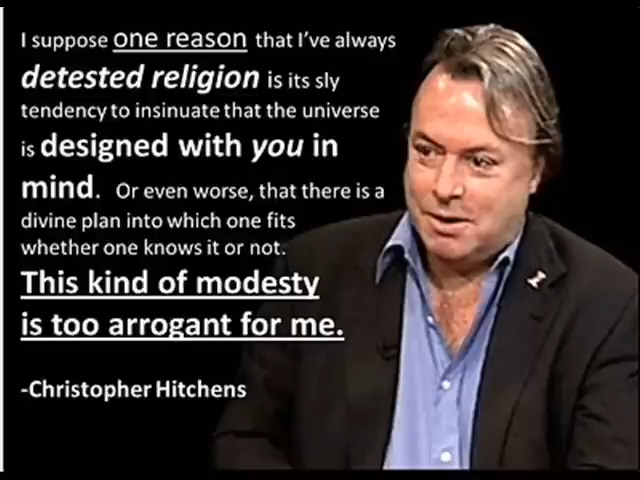 I suppose one reason that I've always
detested religion is its sly
tendency to insinuate that the universe
is designed with you in
mind. Or even worse, that there is a
divine plan into which one fits
whether one knows it or not.
This kind of modesty
is too arrogant for me.
-Christopher Hitchens